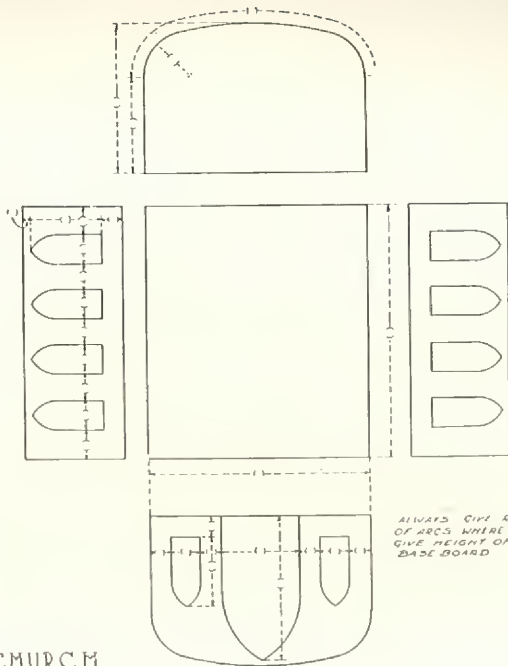 ALWAYS GIVE R
OF ARCS WHERE
GIVE HEIGHT OF
BASE BOARD
CHURCH